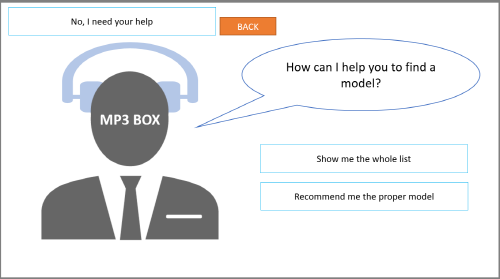 No, I need your help
BACK
How can I help you to find a
model?
MP3 BOX
Show me the whole list
Recommend me the proper model